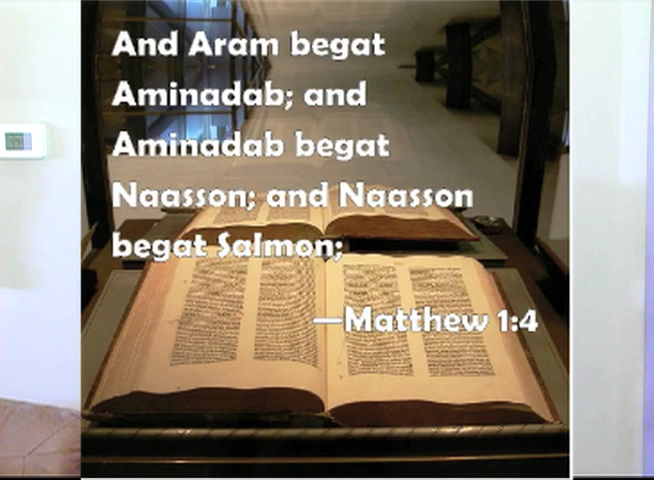 And Aram begat
Aminadab; and
Aminadab begat
Naasson; and Naasson
begat Salmon;
—Matthew 1:4